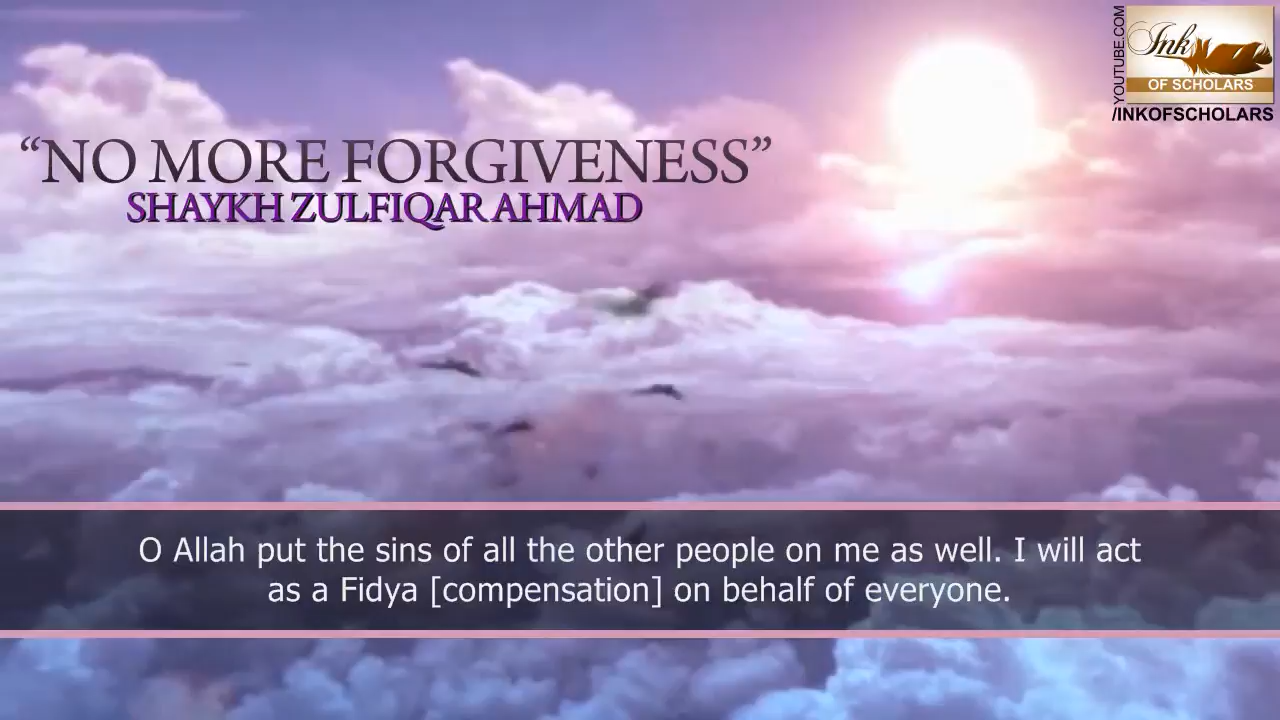 YOUTUBE.COM
Ink
OF SCHOLARS
/INKOFSCHOLARS
“NO MORE FORGIVENESS”
SHAYKH ZULFIQAR AHMAD
O Allah put the sins of all the other people on me as well. I will act
as a Fidya [compensation] on behalf of everyone.